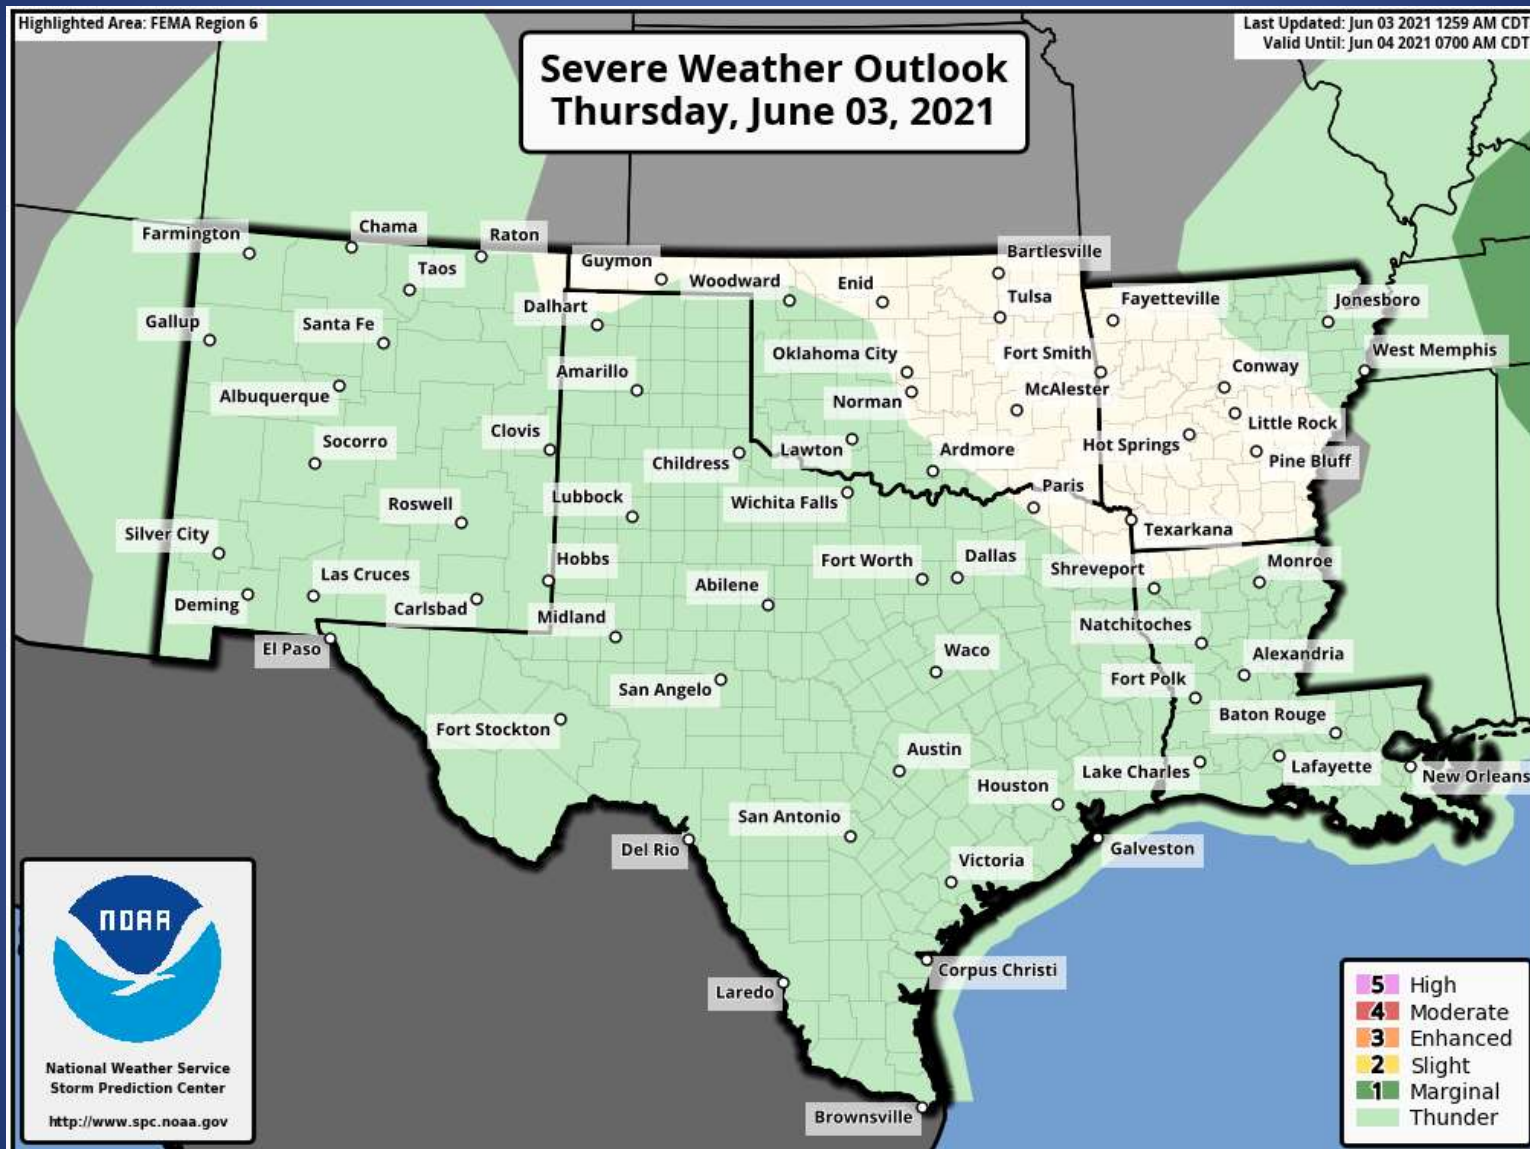 Highlighted Area: FEMA Region 6
Last Updated: Jun 03 2021 1259 AM CDT
Valid Until: Jun 04 2021 0700 AM CDT
Severe Weather Outlook
Thursday, June 03, 2021
Farmington
Chama
Raton
Taos
Guymon
Woodward
Enid
Bartlesville
Tulsa
Fayetteville
Jonesboro
Gallup
Santa Fe
Dalhart
Oklahoma City
Fort Smith
West Memphis
Amarillo
Conway
Albuquerque
Norman
McAlester
Little Rock
Socorro
Clovis
Childress
Lawton
Ardmore
Hot Springs
Pine Bluff
Roswell
Lubbock
Wichita Falls
Paris
Texarkana
Silver City
Hobbs
Fort Worth
Dallas
Shreveport
Monroe
Las Cruces
Deming
Carlsbad
Midland
Abilene
Natchitoches
El Paso
San Angelo
Waco
Alexandria
Fort Polk
Fort Stockton
Austin
Baton Rouge
Houston
Lake Charles
Lafayette
New Orleans
San Antonio
Del Rio
Galveston
Victoria
Corpus Christi
Laredo
Brownsville
NOAA
National Weather Service
Storm Prediction Center
http://www.spc.noaa.gov
5 High
4 Moderate
3 Enhanced
2 Slight
1 Marginal
Thunder